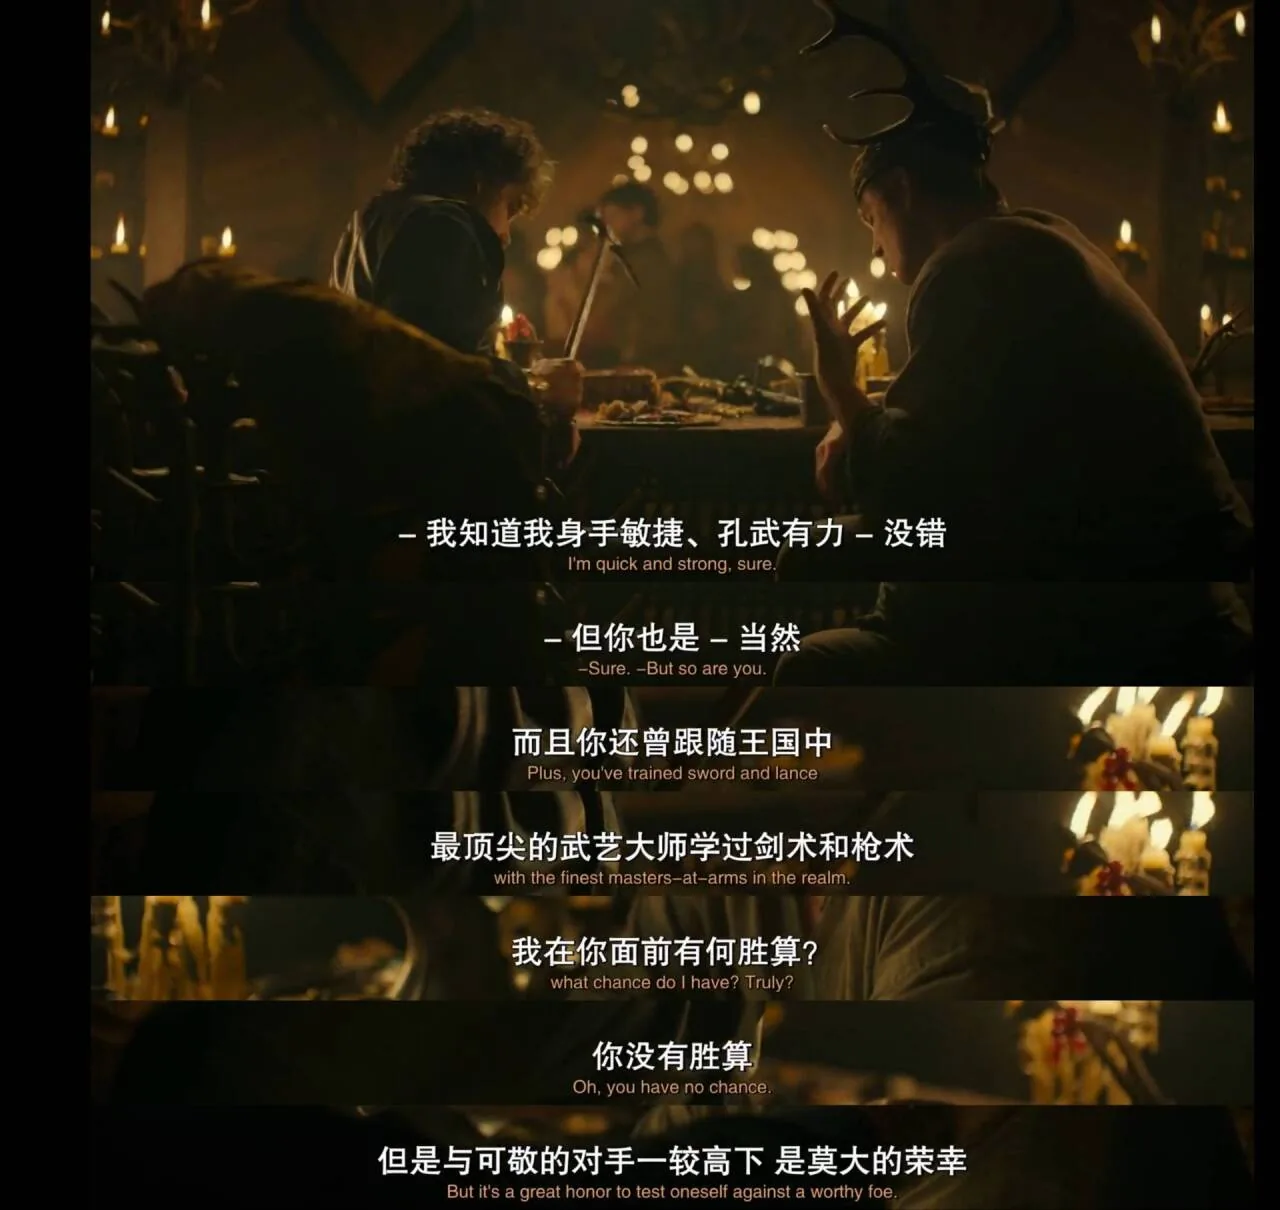 – 我知道我身手敏捷、孔武有力 – 没错
I'm quick and strong, sure.
– 但你也是 – 当然
–Sure. –But so are you.
而且你还曾跟随王国中
Plus, you've trained sword and lance
最顶尖的武艺大师学过剑术和枪术
with the finest masters–at–arms in the realm.
我在你面前有何胜算?
what chance do I have? Truly?
你没有胜算
Oh, you have no chance.
但是与可敬的对手一较高下 是莫大的荣幸
But it's a great honor to test oneself against a worthy foe.